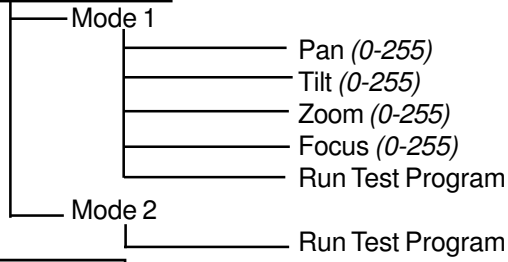 Mode 1
Pan (0-255)
Tilt (0-255)
Zoom (0-255)
Focus (0-255)
Run Test Program
Mode 2
Run Test Program